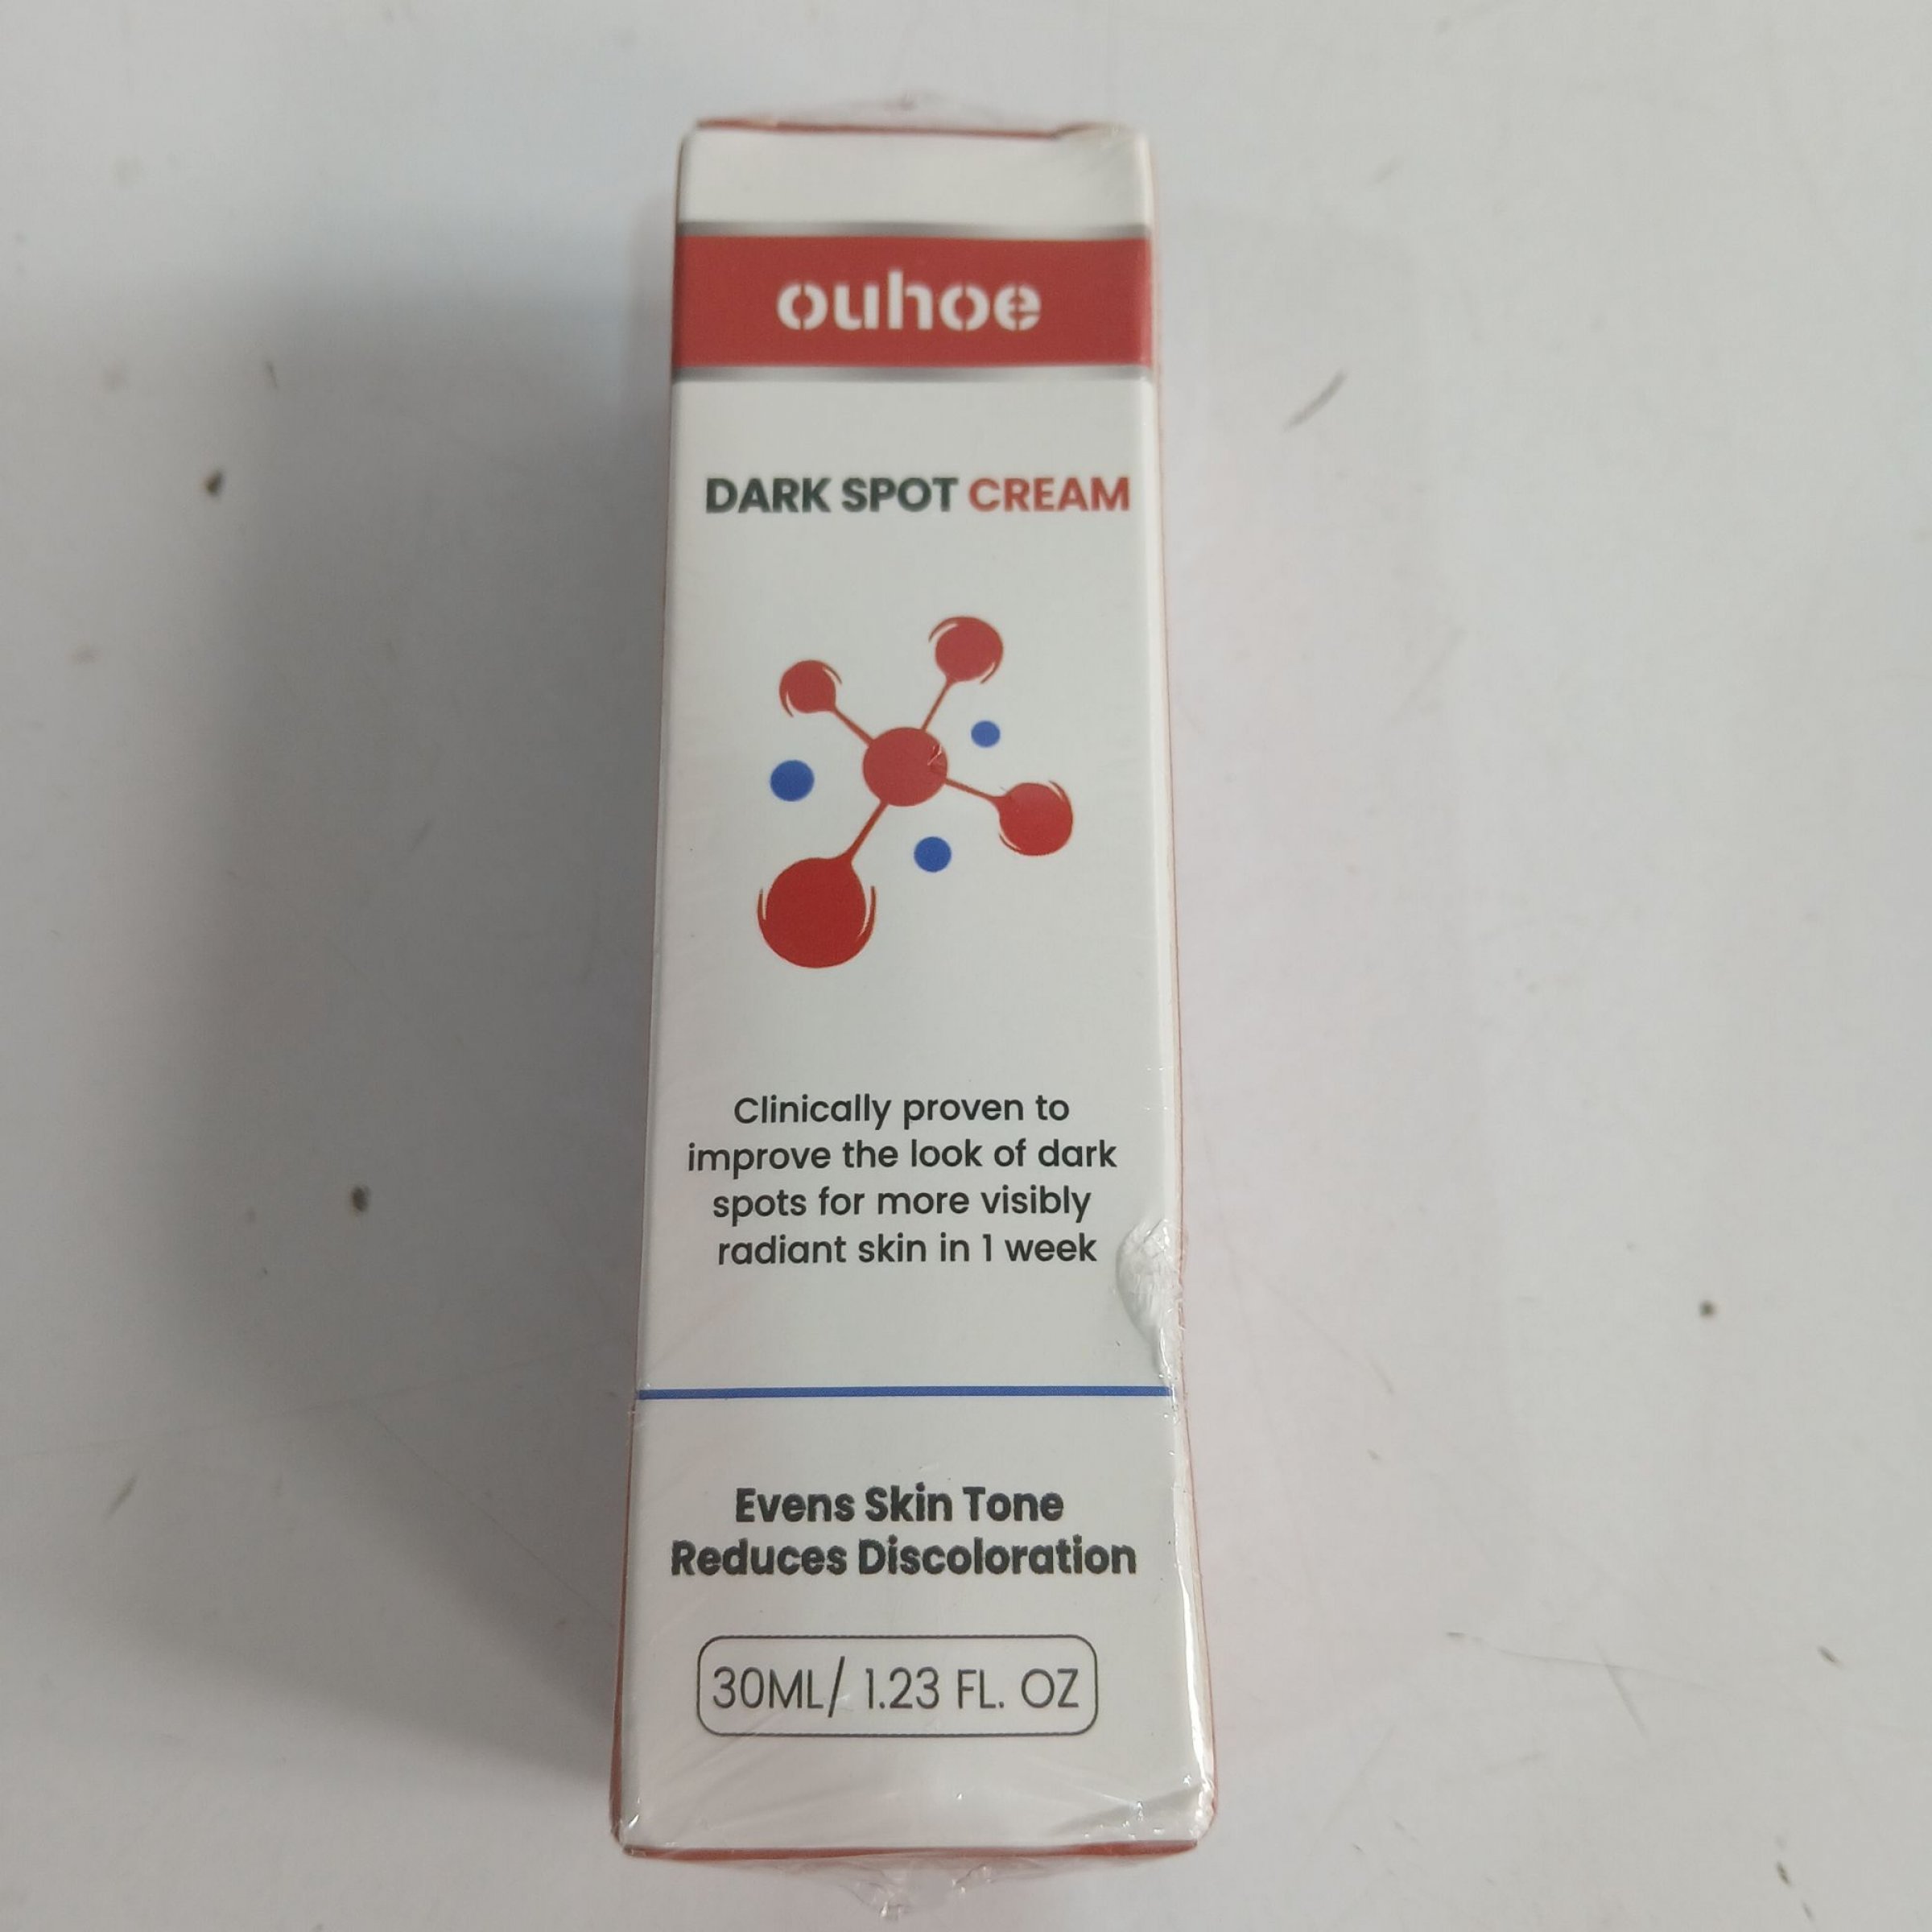 ouhoe
DARK SPOT CREAM
Clinically proven to
improve the look of dark
spots for more visibly
radiant skin in 1 week
Evens Skin Tone
Reduces Discoloration
30ML/ 1.23 FL. OZ